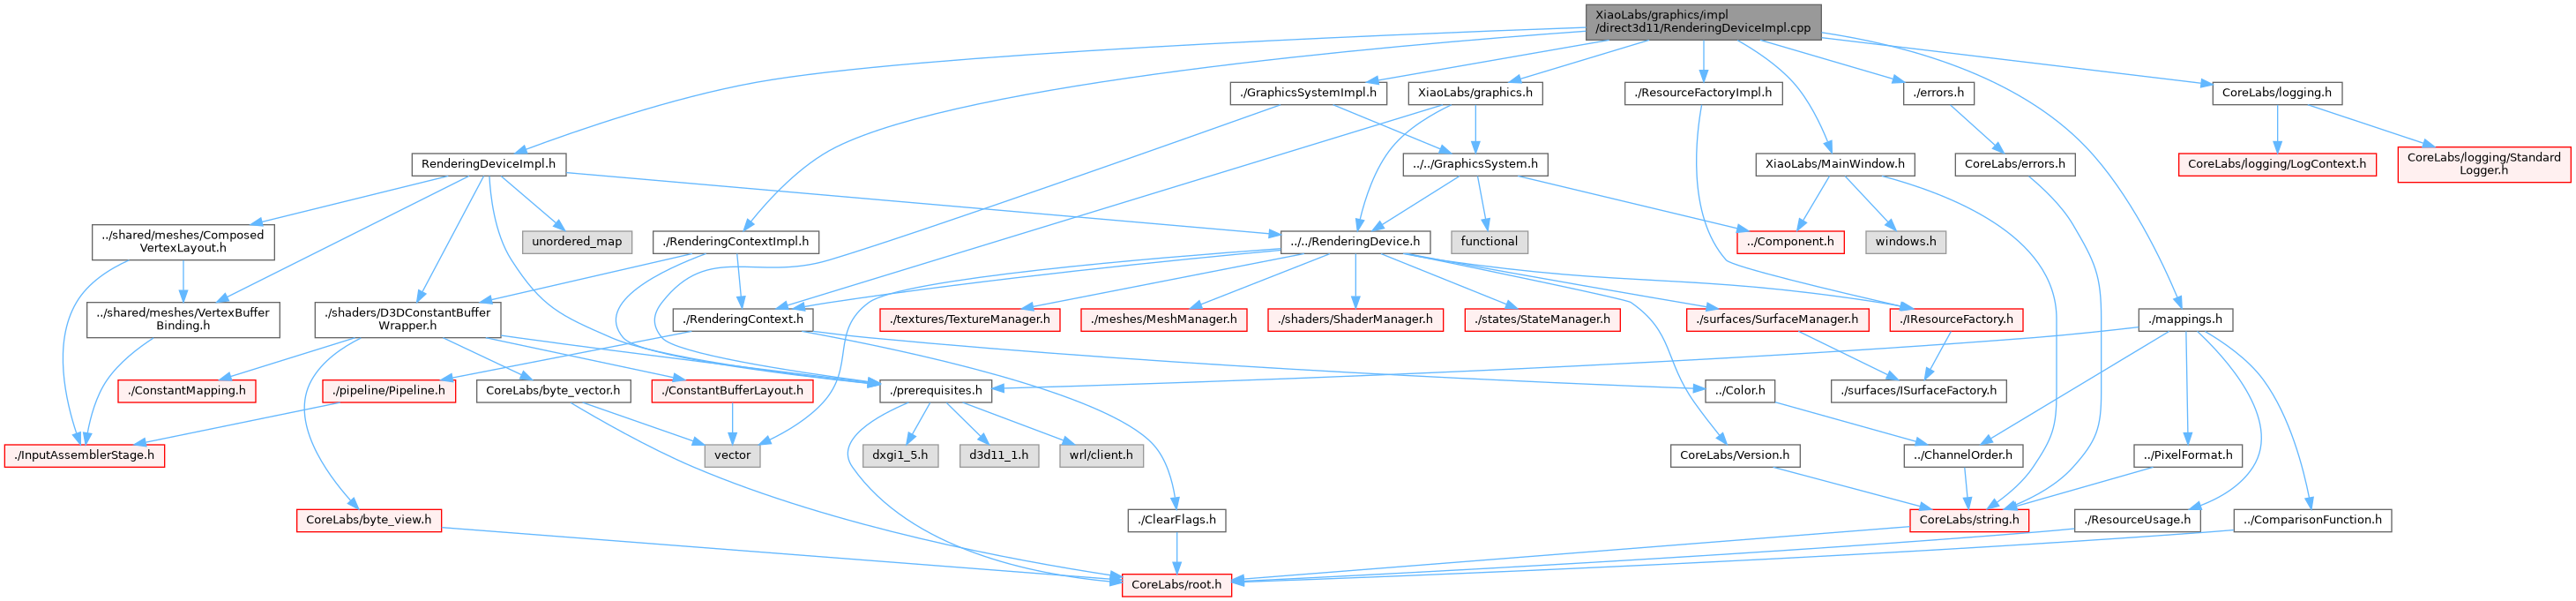 XiaoLabs/graphics/impl
/direct3d11/RenderingDeviceImpl.cpp
./GraphicsSystemImpl.h
XiaoLabs/graphics.h
./ResourceFactoryImpl.h
./errors.h
CoreLabs/logging.h
RenderingDeviceImpl.h
../../GraphicsSystem.h
XiaoLabs/MainWindow.h
CoreLabs/errors.h
CoreLabs/logging/LogContext.h
CoreLabs/logging/Standard
Logger.h
../shared/meshes/Composed
VertexLayout.h
unordered_map
./RenderingContextImpl.h
../../RenderingDevice.h
functional
../Component.h
windows.h
../shared/meshes/VertexBuffer
Binding.h
./shaders/D3DConstantBuffer
Wrapper.h
./RenderingContext.h
./textures/TextureManager.h
./meshes/MeshManager.h
./shaders/ShaderManager.h
./states/StateManager.h
./surfaces/SurfaceManager.h
./IResourceFactory.h
./mappings.h
./ConstantMapping.h
./pipeline/Pipeline.h
CoreLabs/byte_vector.h
./ConstantBufferLayout.h
./prerequisites.h
../Color.h
./surfaces/ISurfaceFactory.h
./InputAssemblerStage.h
vector
dxgi1_5.h
d3d11_1.h
wrl/client.h
CoreLabs/Version.h
../ChannelOrder.h
../PixelFormat.h
CoreLabs/byte_view.h
./ClearFlags.h
CoreLabs/string.h
./ResourceUsage.h
../ComparisonFunction.h
CoreLabs/root.h